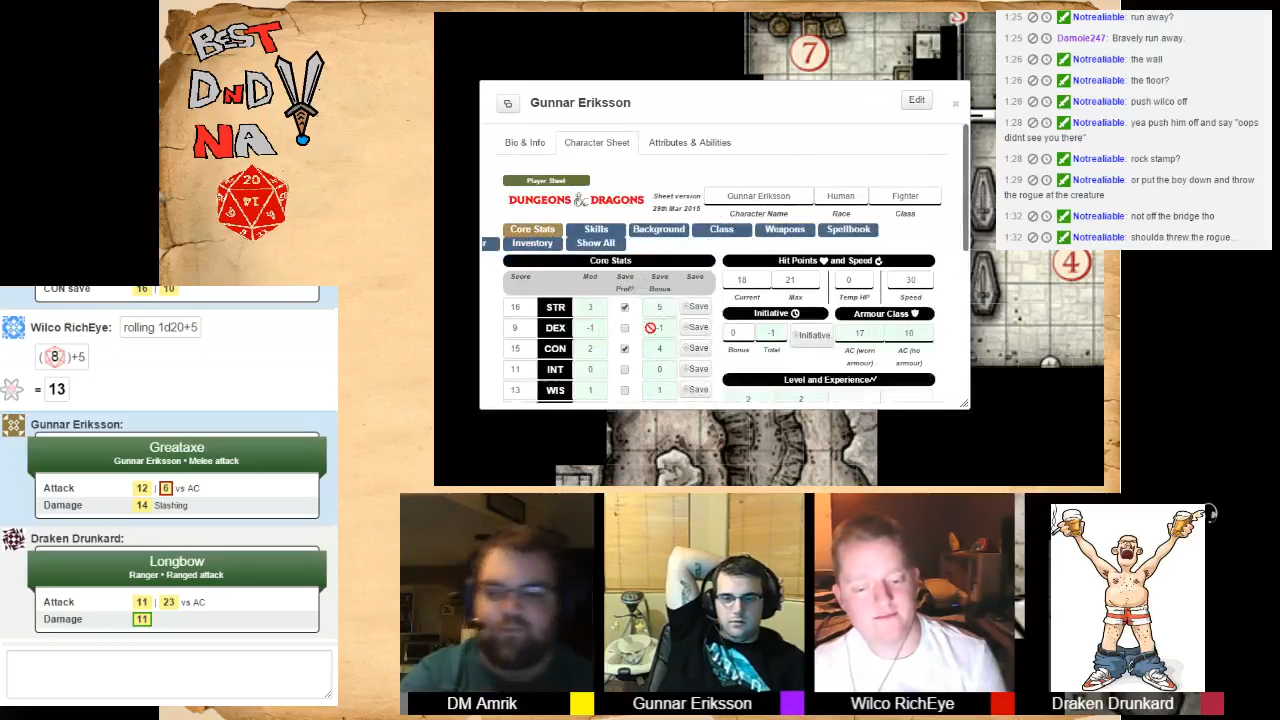 BEST
DND
NA
20
14
CON save 16 | 10
Wilco RichEye: rolling 1d20+5
(8)+5
= 13
Gunnar Eriksson:
Greataxe
Gunnar Eriksson • Melee attack
Attack 12 | 6 vs AC
Damage 14 Slashing
Draken Drunkard:
Longbow
Ranger • Ranged attack
Attack 11 | 23 vs AC
Damage 11
7
4
Gunnar Eriksson
Edit
×
Bio & Info Character Sheet Attributes & Abilities
Player Sheet
DUNGEONS & DRAGONS
Sheet version
29th Mar 2015
Gunnar Eriksson Human Fighter
Character Name Race Class
Core Stats Skills Background Class Weapons Spellbook
r Inventory Show All
Core Stats
Score Mod Save Prof? Save Bonus Save
16 STR 3 5 Save
9 DEX -1 -1 Save
15 CON 2 4 Save
11 INT 0 0 Save
13 WIS 1 1 Save
Hit Points and Speed
18 21 0 30
Current Max Temp HP Speed
Initiative Armour Class
0 -1 Initiative 17 10
Bonus Total AC (worn armour) AC (no armour)
Level and Experience
2 2
1:25 Notrealiable: run away?
1:25 Damole247: Bravely run away.
1:26 Notrealiable: the wall
1:26 Notrealiable: the floor?
1:26 Notrealiable: push wilco off
1:28 Notrealiable: yea push him off and say "oops
didnt see you there"
1:28 Notrealiable: rock stamp?
1:29 Notrealiable: or put the boy down and throw
the rogue at the creature
1:32 Notrealiable: not off the bridge tho
1:32 Notrealiable: shoulda threw the rogue...
DM Amrik
Gunnar Eriksson
Wilco RichEye
Draken Drunkard